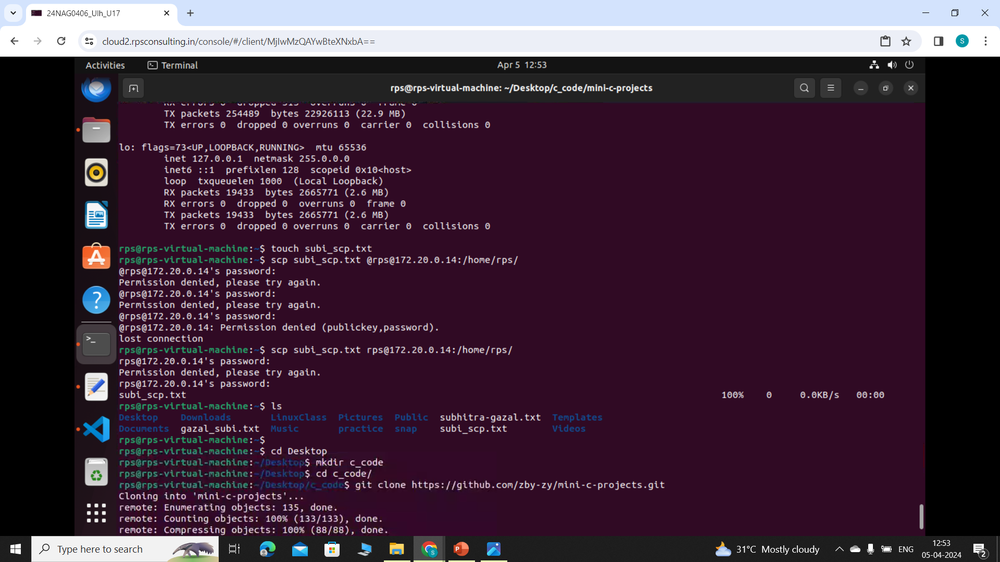 24NAG0406_Ulh_U17
cloud2.rpsconsulting.in/console/#/client/MjIwMzQAYwBteXNxbA==
S
Activities Terminal Apr 5 12:53
rps@rps-virtual-machine: ~/Desktop/c_code/mini-c-projects
TX packets 254489 bytes 22926113 (22.9 MB)
TX errors 0 dropped 0 overruns 0 carrier 0 collisions 0
lo: flags=73<UP,LOOPBACK,RUNNING> mtu 65536
inet 127.0.0.1 netmask 255.0.0.0
inet6 ::1 prefixlen 128 scopeid 0x10<host>
loop txqueuelen 1000 (Local Loopback)
RX packets 19433 bytes 2665771 (2.6 MB)
RX errors 0 dropped 0 overruns 0 frame 0
TX packets 19433 bytes 2665771 (2.6 MB)
TX errors 0 dropped 0 overruns 0 carrier 0 collisions 0
rps@rps-virtual-machine:~$ touch subi_scp.txt
rps@rps-virtual-machine:~$ scp subi_scp.txt @rps@172.20.0.14:/home/rps/
@rps@172.20.0.14's password:
Permission denied, please try again.
@rps@172.20.0.14's password:
Permission denied, please try again.
@rps@172.20.0.14's password:
@rps@172.20.0.14: Permission denied (publickey,password).
lost connection
rps@rps-virtual-machine:~$ scp subi_scp.txt rps@172.20.0.14:/home/rps/
rps@172.20.0.14's password:
Permission denied, please try again.
rps@172.20.0.14's password:
subi_scp.txt 100% 0 0.0KB/s 00:00
rps@rps-virtual-machine:~$ ls
Desktop Downloads LinuxClass Pictures Public subhitra-gazal.txt Templates
Documents gazal_subi.txt Music practice snap subi_scp.txt Videos
rps@rps-virtual-machine:~$
rps@rps-virtual-machine:~$ cd Desktop
rps@rps-virtual-machine:~/Desktop$ mkdir c_code
rps@rps-virtual-machine:~/Desktop$ cd c_code/
rps@rps-virtual-machine:~/Desktop/c_code$ git clone https://github.com/zby-zy/mini-c-projects.git
Cloning into 'mini-c-projects'...
remote: Enumerating objects: 135, done.
remote: Counting objects: 100% (133/133), done.
remote: Compressing objects: 100% (88/88), done.
Type here to search
31°C Mostly cloudy
ENG
12:53
05-04-2024
2